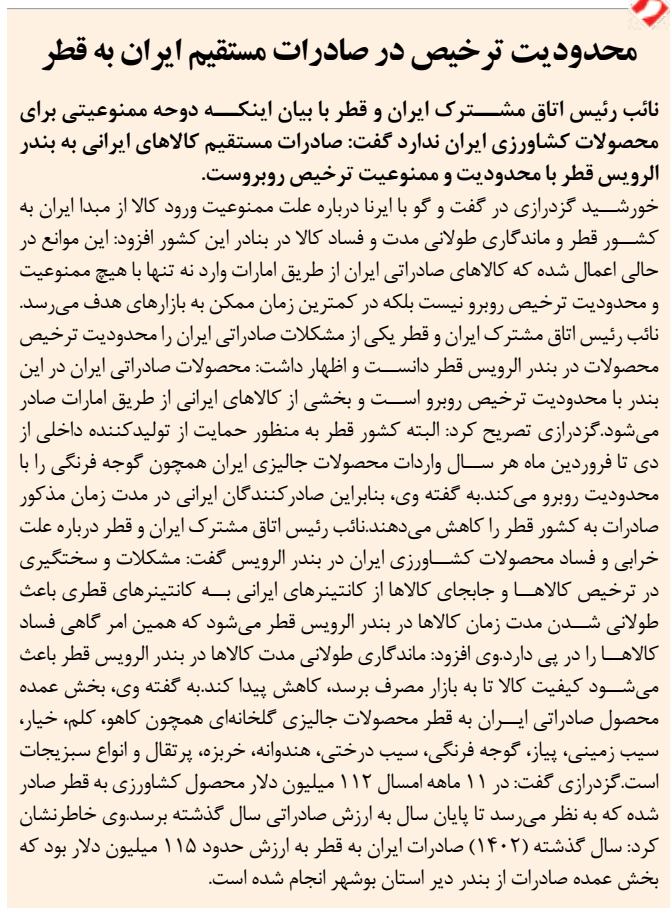 محدودیت ترخیص در صادرات مستقیم ایران به قطر
نائب رئیس اتاق مشترک ایران و قطر با بیان اینکه دوحه ممنوعیتی برای
محصولات کشاورزی ایران ندارد گفت: صادرات مستقیم کالاهای ایرانی به بندر
الرویس قطر با محدودیت و ممنوعیت ترخیص روبروست.
خورشید گزدرازی در گفت و گو با ایرنا درباره علت ممنوعیت ورود کالا از مبدا ایران به
کشور قطر و ماندگاری طولانی مدت و فساد کالا در بنادر این کشور افزود: این موانع در
حالی اعمال شده که کالاهای صادراتی ایران از طریق امارات وارد نه تنها با هیچ ممنوعیت
و محدودیت ترخیص روبرو نیست بلکه در کمترین زمان ممکن به بازارهای هدف می‌رسد.
نائب رئیس اتاق مشترک ایران و قطر یکی از مشکلات صادراتی ایران را محدودیت ترخیص
محصولات در بندر الرویس قطر دانست و اظهار داشت: محصولات صادراتی ایران در این
بندر با محدودیت ترخیص روبرو است و بخشی از کالاهای ایرانی از طریق امارات صادر
می‌شود.گزدرازی تصریح کرد: البته کشور قطر به منظور حمایت از تولیدکننده داخلی از
دی تا فروردین ماه هر سال واردات محصولات جالیزی ایران همچون گوجه فرنگی را با
محدودیت روبرو می‌کند.به گفته وی، بنابراین صادرکنندگان ایرانی در مدت زمان مذکور
صادرات به کشور قطر را کاهش می‌دهند.نائب رئیس اتاق مشترک ایران و قطر درباره علت
خرابی و فساد محصولات کشاورزی ایران در بندر الرویس گفت: مشکلات و سختگیری
در ترخیص کالاها و جابجای کالاها از کانتینرهای ایرانی به کانتینرهای قطری باعث
طولانی شدن مدت زمان کالاها در بندر الرویس قطر می‌شود که همین امر گاهی فساد
کالاها را در پی دارد.وی افزود: ماندگاری طولانی مدت کالاها در بندر الرویس قطر باعث
می‌شود کیفیت کالا تا به بازار مصرف برسد، کاهش پیدا کند.به گفته وی، بخش عمده
محصول صادراتی ایران به قطر محصولات جالیزی گلخانه‌ای همچون کاهو، کلم، خیار،
سیب زمینی، پیاز، گوجه فرنگی، سیب درختی، هندوانه، خربزه، پرتقال و انواع سبزیجات
است.گزدرازی گفت: در ۱۱ ماهه امسال ۱۱۲ میلیون دلار محصول کشاورزی به قطر صادر
شده که به نظر می‌رسد تا پایان سال به ارزش صادراتی سال گذشته برسد.وی خاطرنشان
کرد: سال گذشته (۱۴۰۲) صادرات ایران به قطر به ارزش حدود ۱۱۵ میلیون دلار بود که
بخش عمده صادرات از بندر دیر استان بوشهر انجام شده است.